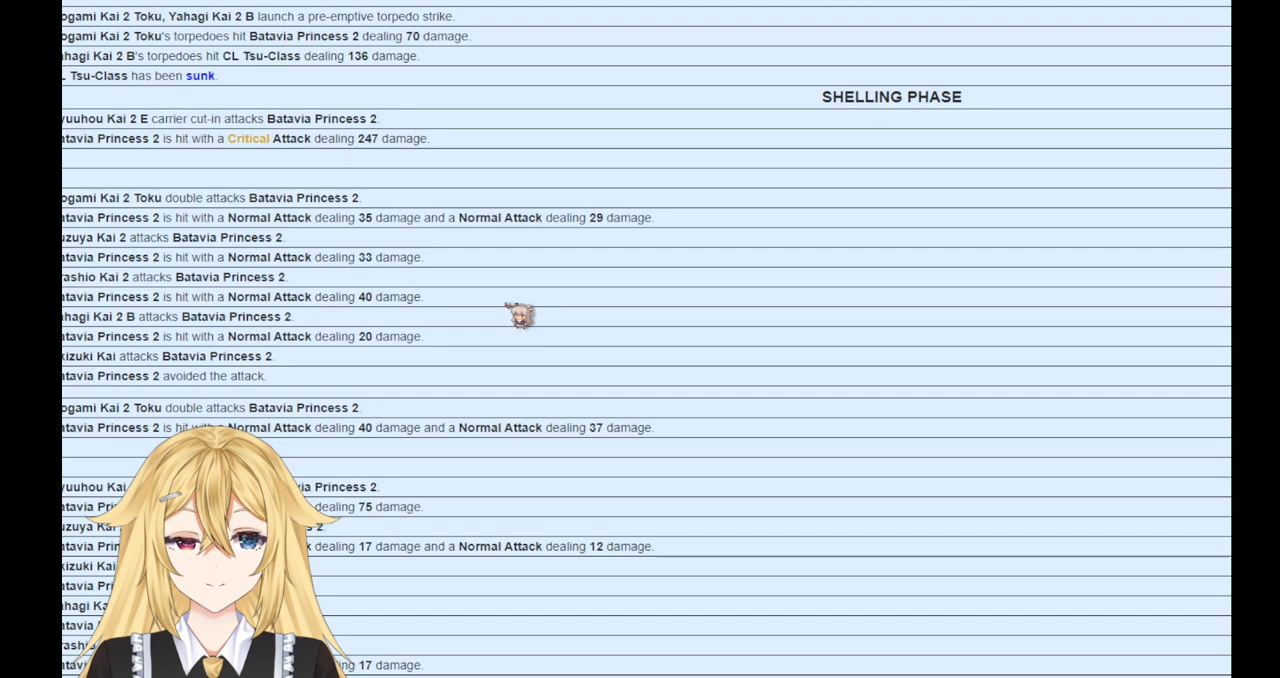 ogami Kai 2 Toku, Yahagi Kai 2 B launch a pre-emptive torpedo strike.
ogami Kai 2 Toku's torpedoes hit Batavia Princess 2 dealing 70 damage.
ahagi Kai 2 B's torpedoes hit CL Tsu-Class dealing 136 damage.
L Tsu-Class has been sunk.
SHELLING PHASE
yuuhou Kai 2 E carrier cut-in attacks Batavia Princess 2.
atavia Princess 2 is hit with a Critical Attack dealing 247 damage.
ogami Kai 2 Toku double attacks Batavia Princess 2.
atavia Princess 2 is hit with a Normal Attack dealing 35 damage and a Normal Attack dealing 29 damage.
uzuya Kai 2 attacks Batavia Princess 2.
atavia Princess 2 is hit with a Normal Attack dealing 33 damage.
rashio Kai 2 attacks Batavia Princess 2.
atavia Princess 2 is hit with a Normal Attack dealing 40 damage.
ahagi Kai 2 B attacks Batavia Princess 2.
atavia Princess 2 is hit with a Normal Attack dealing 20 damage.
kizuki Kai attacks Batavia Princess 2.
atavia Princess 2 avoided the attack.
ogami Kai 2 Toku double attacks Batavia Princess 2.
atavia Princess 2 is hit with a Normal Attack dealing 40 damage and a Normal Attack dealing 37 damage.
yuuhou Kai via Princess 2.
atavia Prin dealing 75 damage.
uzuya Kai 2.
atavia Prin dealing 17 damage and a Normal Attack dealing 12 damage.
kizuki Kai
atavia Prin
ahagi Ka
atavia
rashio
atavia ing 17 damage.